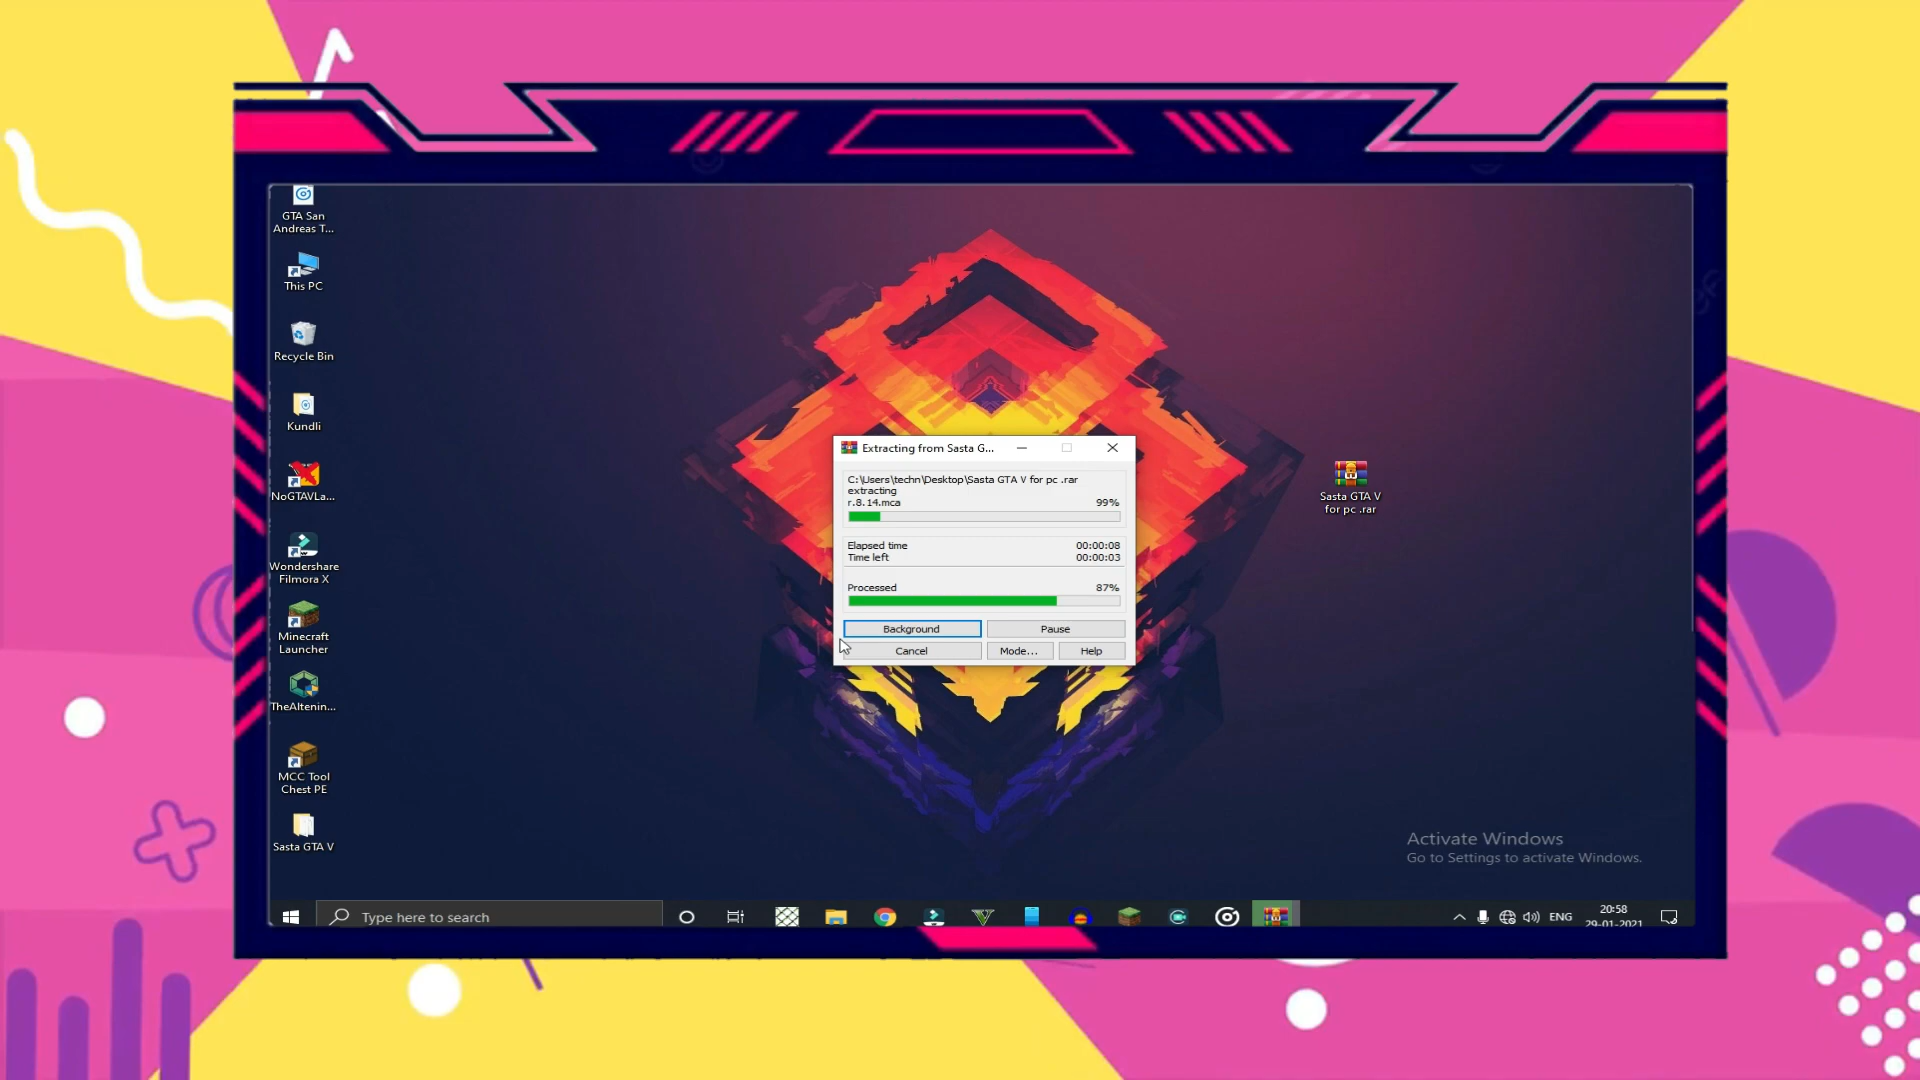 GTA San
Andreas T...
This PC
Recycle Bin
Kundli
NoGTAVLa...
Wondershare
Filmora X
Minecraft
Launcher
TheAltenin...
MCC Tool
Chest PE
Sasta GTA V
Extracting from Sasta G...
C:\Users\techn\Desktop\Sasta GTA V for pc .rar
extracting
r.8.14.mca 99%
Elapsed time 00:00:08
Time left 00:00:03
Processed 87%
Background Pause
Cancel Mode... Help
Sasta GTA V
for pc .rar
Activate Windows
Go to Settings to activate Windows.
Type here to search
ENG
20:58
29-01-2021